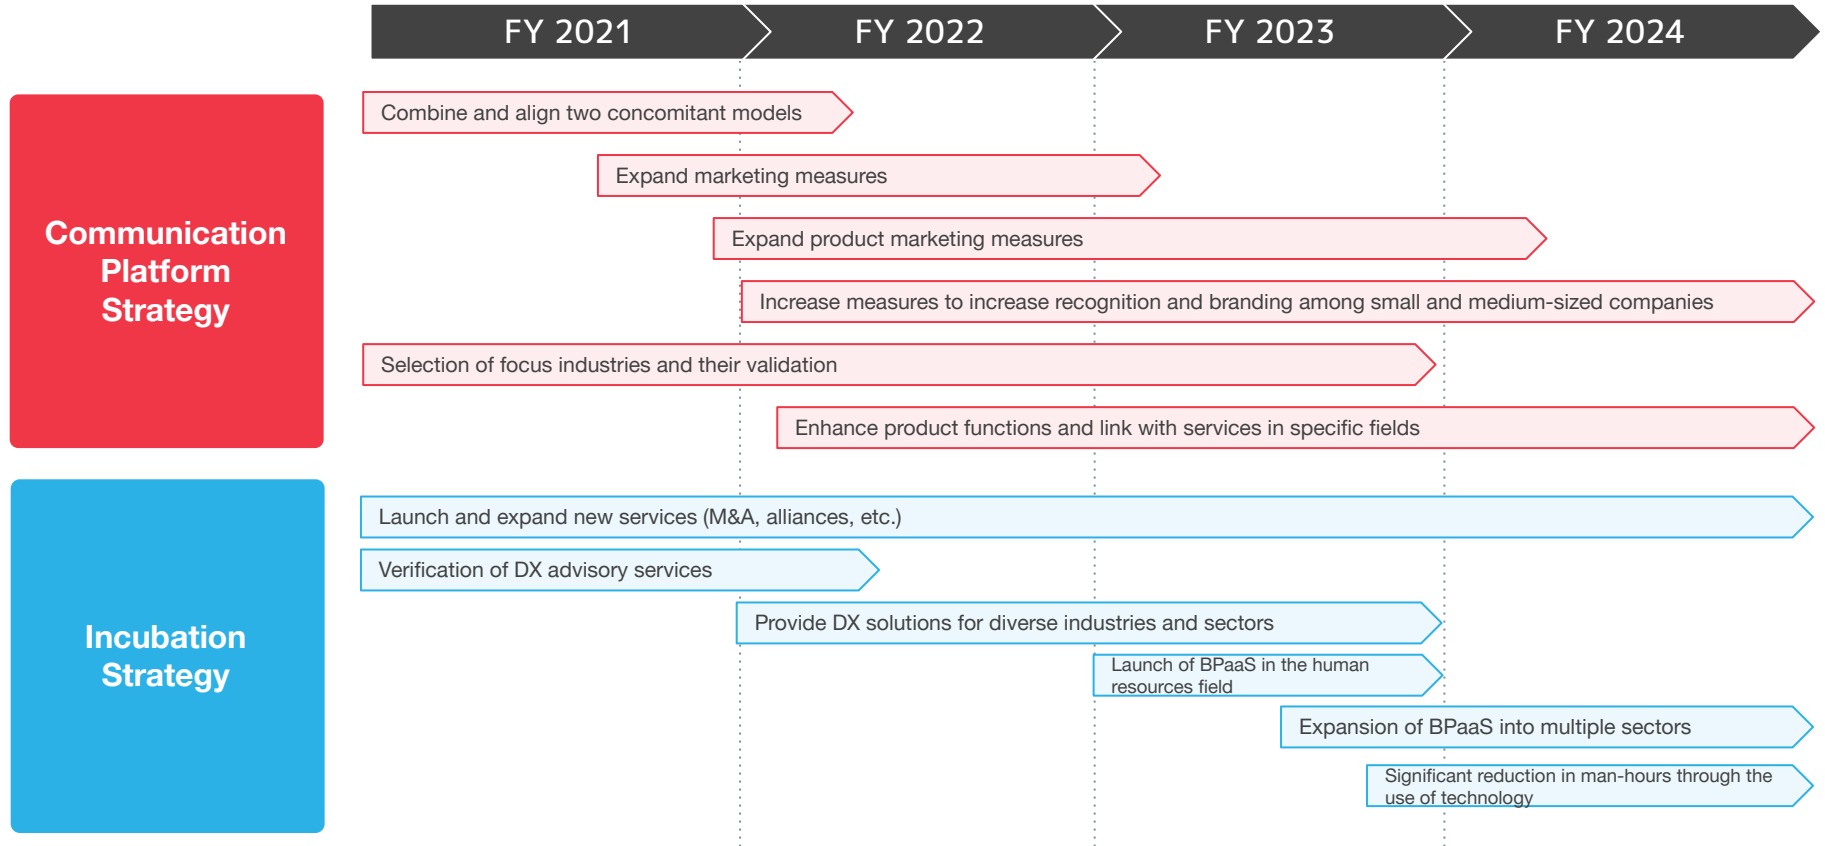 FY 2021
FY 2022
FY 2023
FY 2024
Communication
Platform
Strategy
Combine and align two concomitant models
Expand marketing measures
Expand product marketing measures
Increase measures to increase recognition and branding among small and medium-sized companies
Selection of focus industries and their validation
Enhance product functions and link with services in specific fields
Incubation
Strategy
Launch and expand new services (M&A, alliances, etc.)
Verification of DX advisory services
Provide DX solutions for diverse industries and sectors
Launch of BPaaS in the human
resources field
Expansion of BPaaS into multiple sectors
Significant reduction in man-hours through the
use of technology